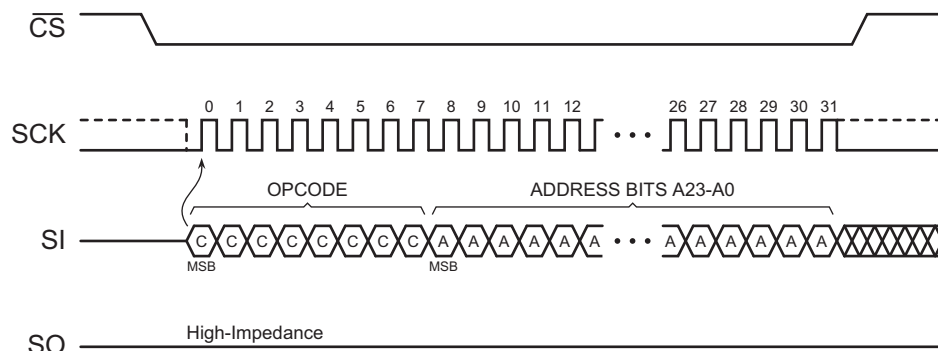 CS
0 1 2 3 4 5 6 7 8 9 10 11 12 26 27 28 29 30 31
SCK
OPCODE ADDRESS BITS A23-A0
SI C C C C C C C C A A A A A A A A A A A A
MSB MSB
High-Impedance
SO